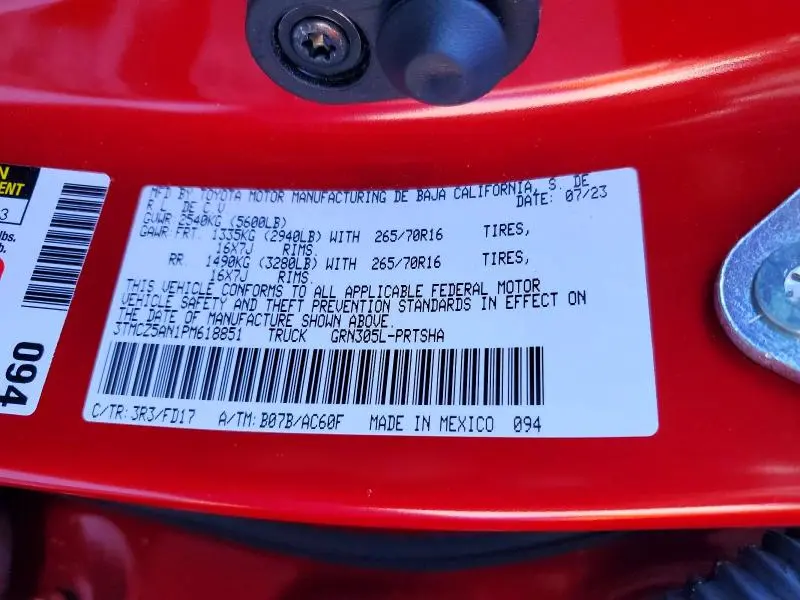 MFD BY TOYOTA MOTOR MANUFACTURING DE BAJA CALIFORNIA, S. DE
R L DE C V DATE: 07/23
GVWR 2540KG (5600LB)
GAWR FRT. 1335KG (2940LB) WITH 265/70R16 TIRES,
16X7J RIMS.
RR. 1490KG (3280LB) WITH 265/70R16 TIRES,
16X7J RIMS.
THIS VEHICLE CONFORMS TO ALL APPLICABLE FEDERAL MOTOR
VEHICLE SAFETY AND THEFT PREVENTION STANDARDS IN EFFECT ON
THE DATE OF MANUFACTURE SHOWN ABOVE.
3TMCZ5AN1PM618851 TRUCK GRN305L-PRTSHA
C/TR: 3R3/FD17 A/TM: B07B/AC60F MADE IN MEXICO 094
N
ENT
3
lbs.
b.
094